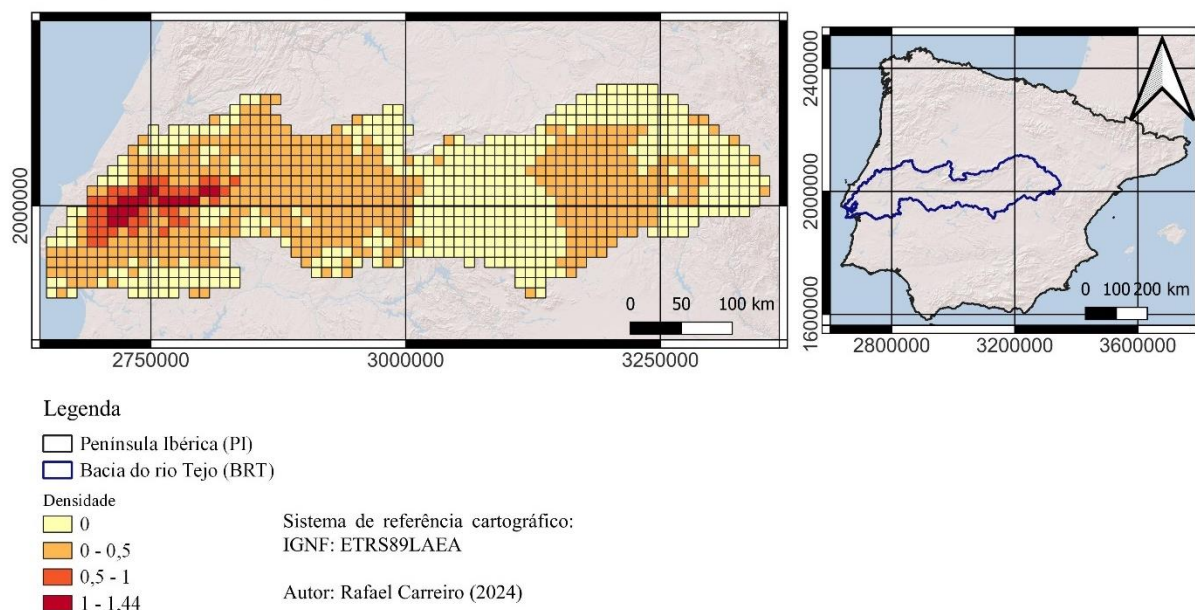 2000000
2750000
3000000
3250000
0 50 100 km
2400000
2000000
1600000
2800000
3200000
3600000
0 100 200 km
Legenda
Península Ibérica (PI)
Bacia do rio Tejo (BRT)
Densidade
0
0 - 0,5
0,5 - 1
1 - 1,44
Sistema de referência cartográfico:
IGNF: ETRS89LAEA
Autor: Rafael Carreiro (2024)